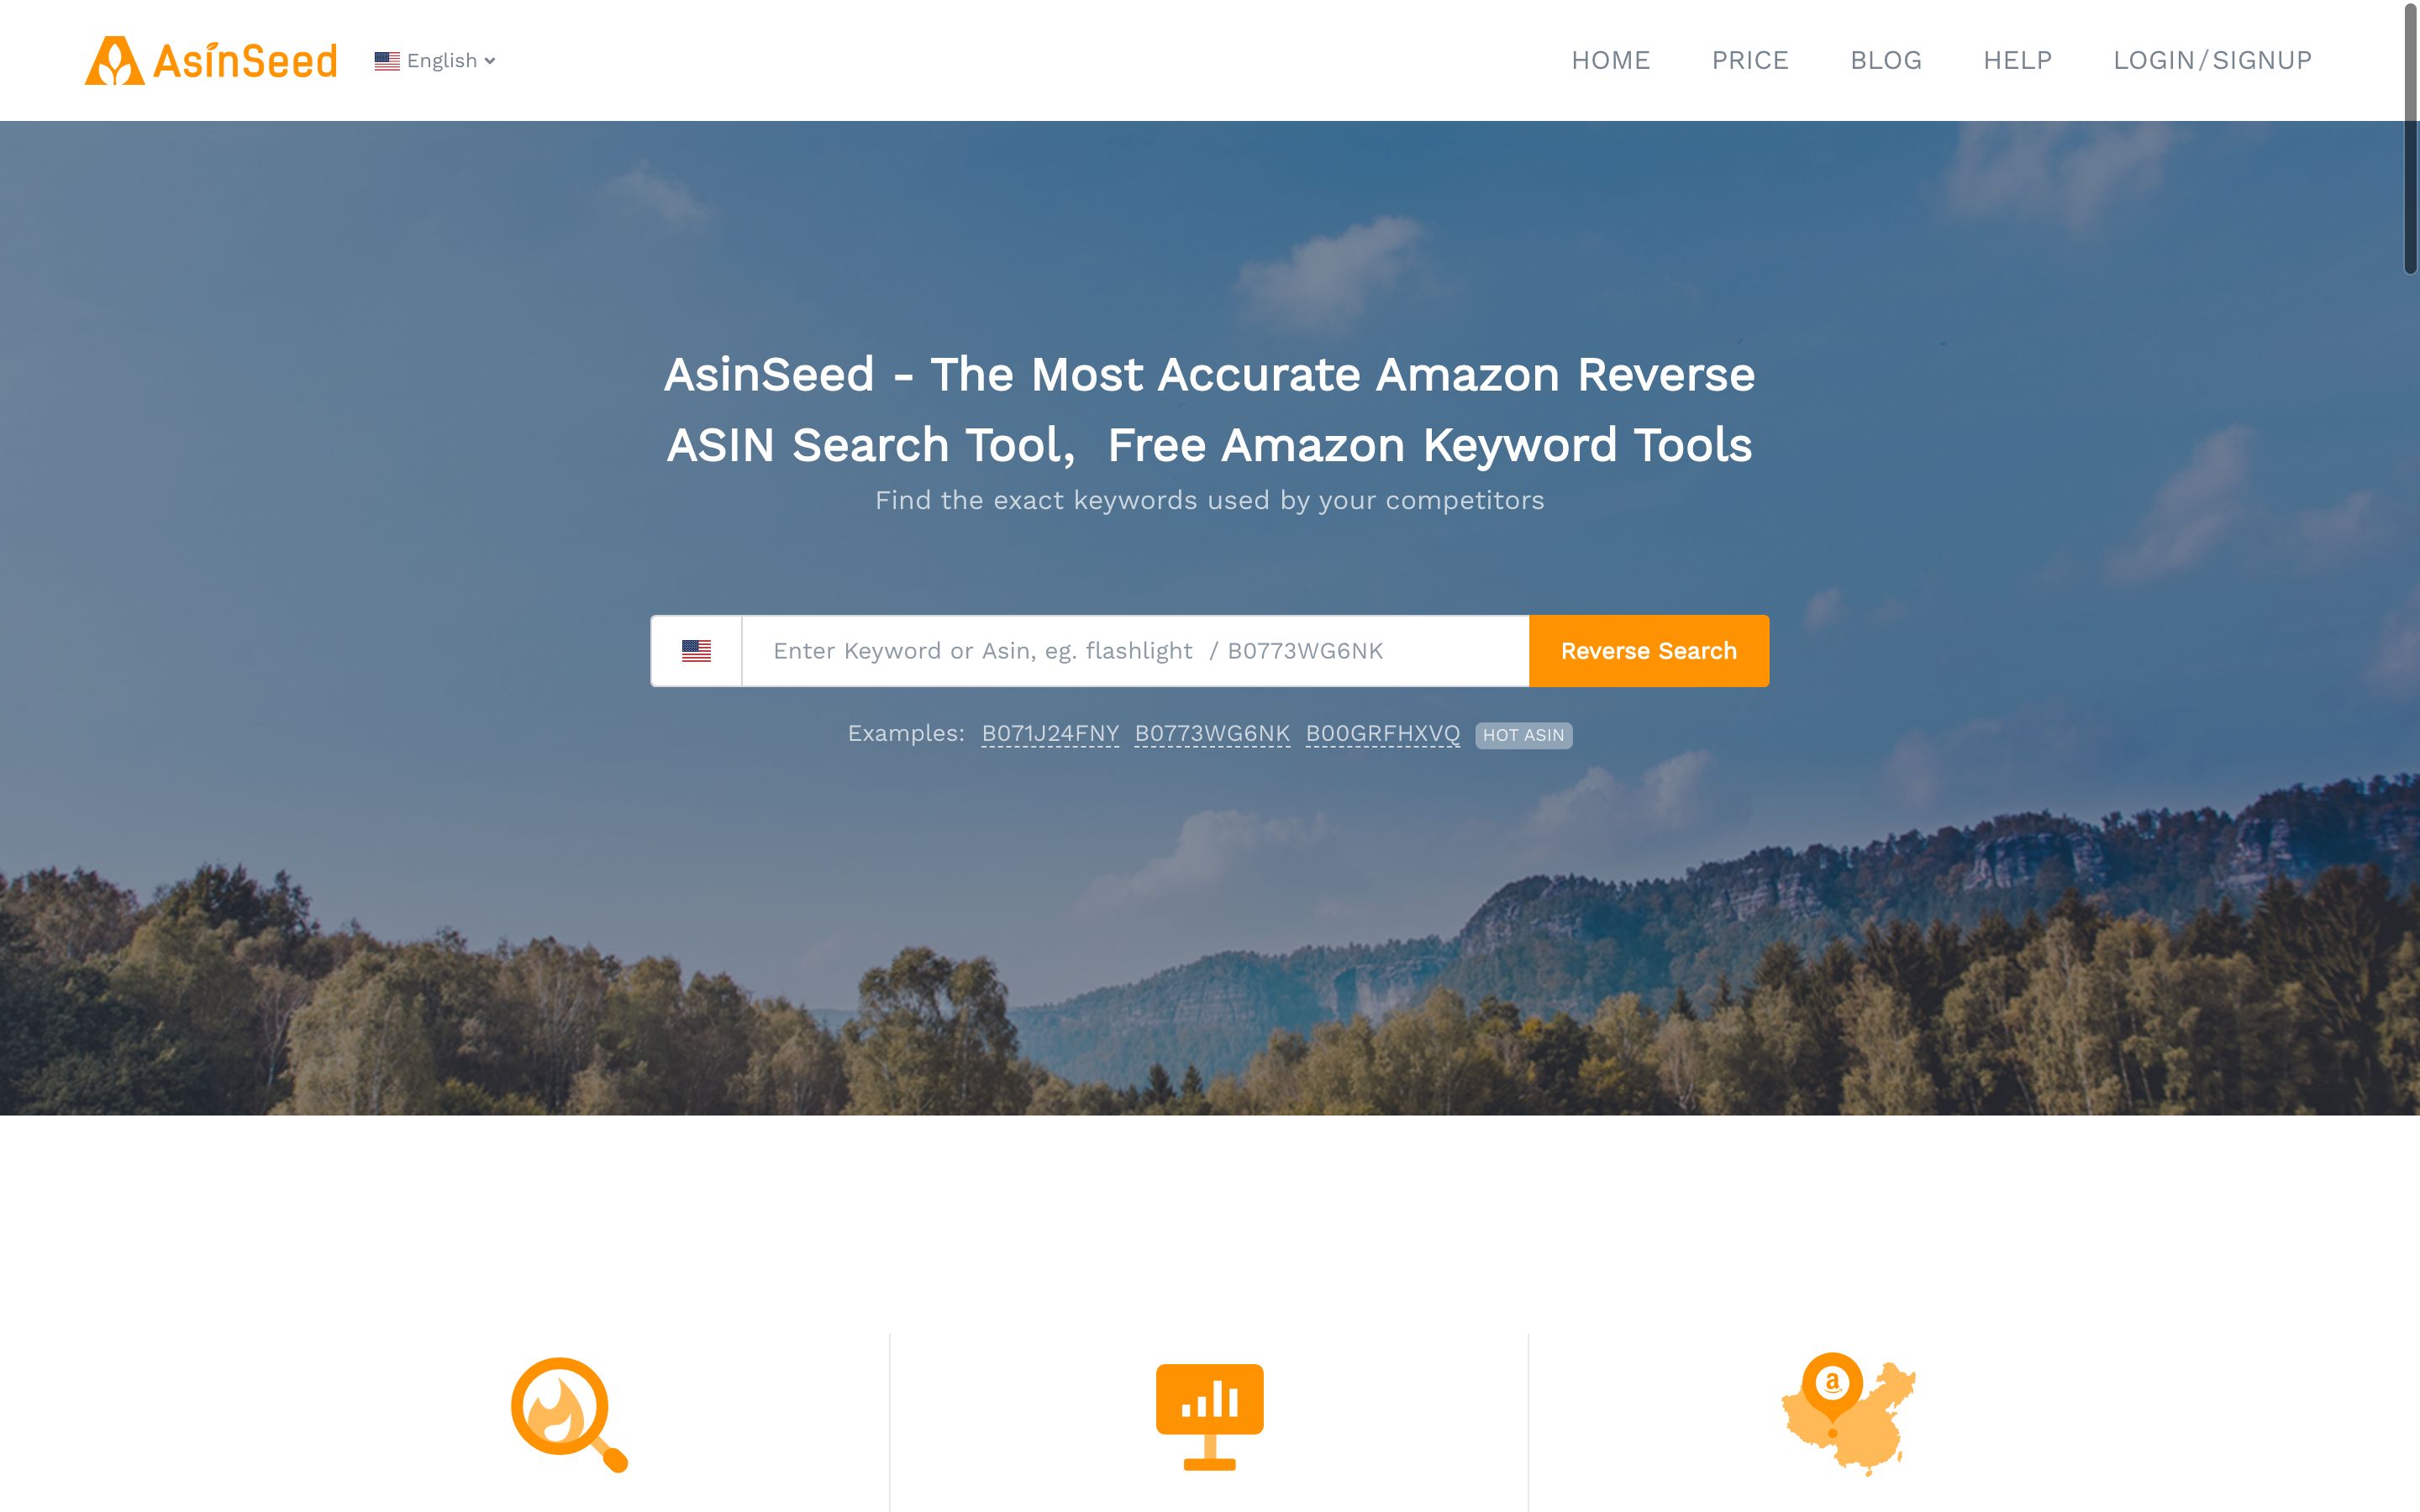 AsinSeed
English
HOME
PRICE
BLOG
HELP
LOGIN/SIGNUP
AsinSeed - The Most Accurate Amazon Reverse
ASIN Search Tool，Free Amazon Keyword Tools
Find the exact keywords used by your competitors
Enter Keyword or Asin, eg. flashlight / B0773WG6NK
Reverse Search
Examples: B071J24FNY B0773WG6NK B00GRFHXVQ HOT ASIN
a